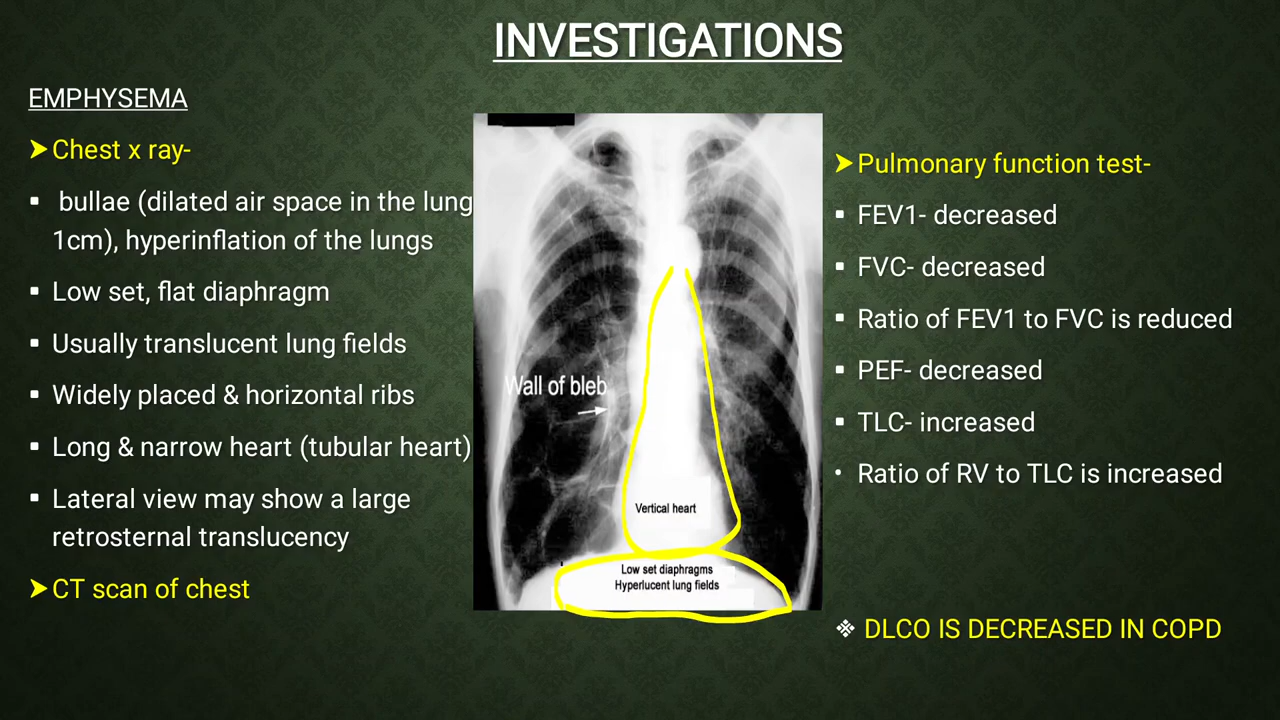 INVESTIGATIONS
EMPHYSEMA
➤Chest x ray-
▪ bullae (dilated air space in the lung
1cm), hyperinflation of the lungs
▪ Low set, flat diaphragm
▪ Usually translucent lung fields
▪ Widely placed & horizontal ribs
▪ Long & narrow heart (tubular heart)
▪ Lateral view may show a large
retrosternal translucency
➤CT scan of chest
Wall of bleb
Vertical heart
Low set diaphragms
Hyperlucent lung fields
➤Pulmonary function test-
▪ FEV1- decreased
▪ FVC- decreased
▪ Ratio of FEV1 to FVC is reduced
▪ PEF- decreased
▪ TLC- increased
• Ratio of RV to TLC is increased
❖ DLCO IS DECREASED IN COPD